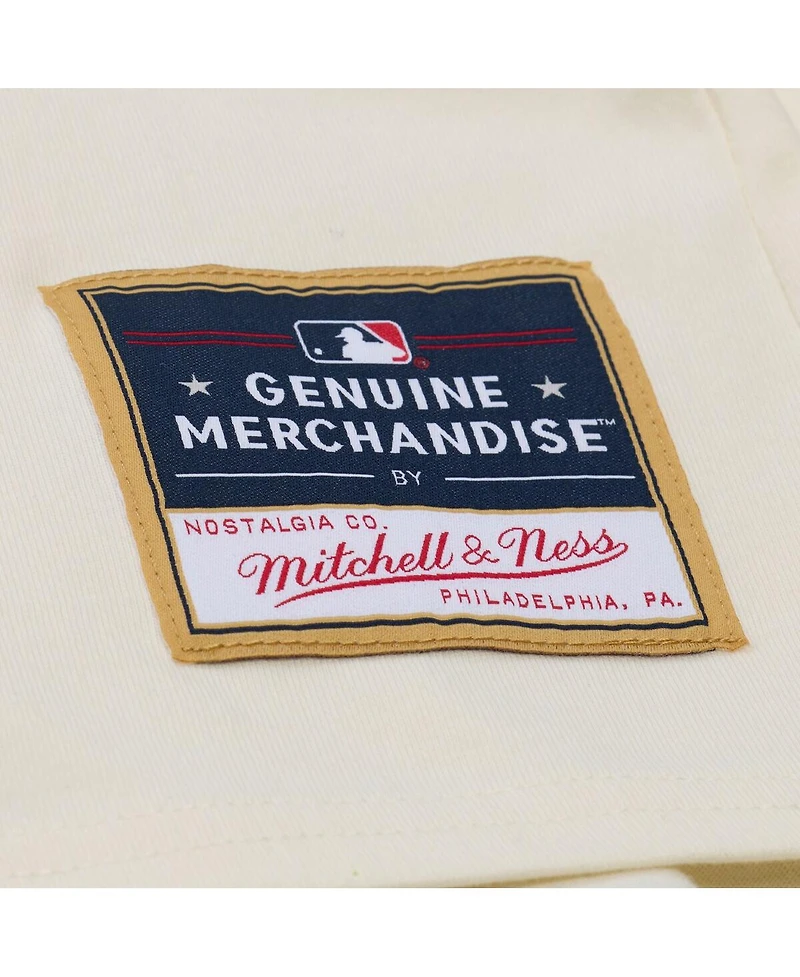 GENUINE
MERCHANDISE™
BY
NOSTALGIA CO.
Mitchell & Ness
PHILADELPHIA, PA.